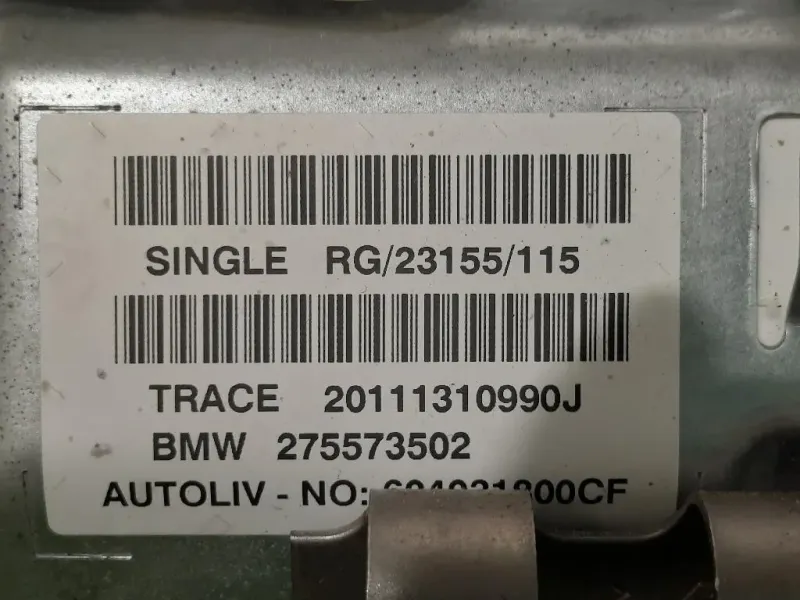 SINGLE RG/23155/115
TRACE 20111310990J
BMW 275573502
AUTOLIV - NO: